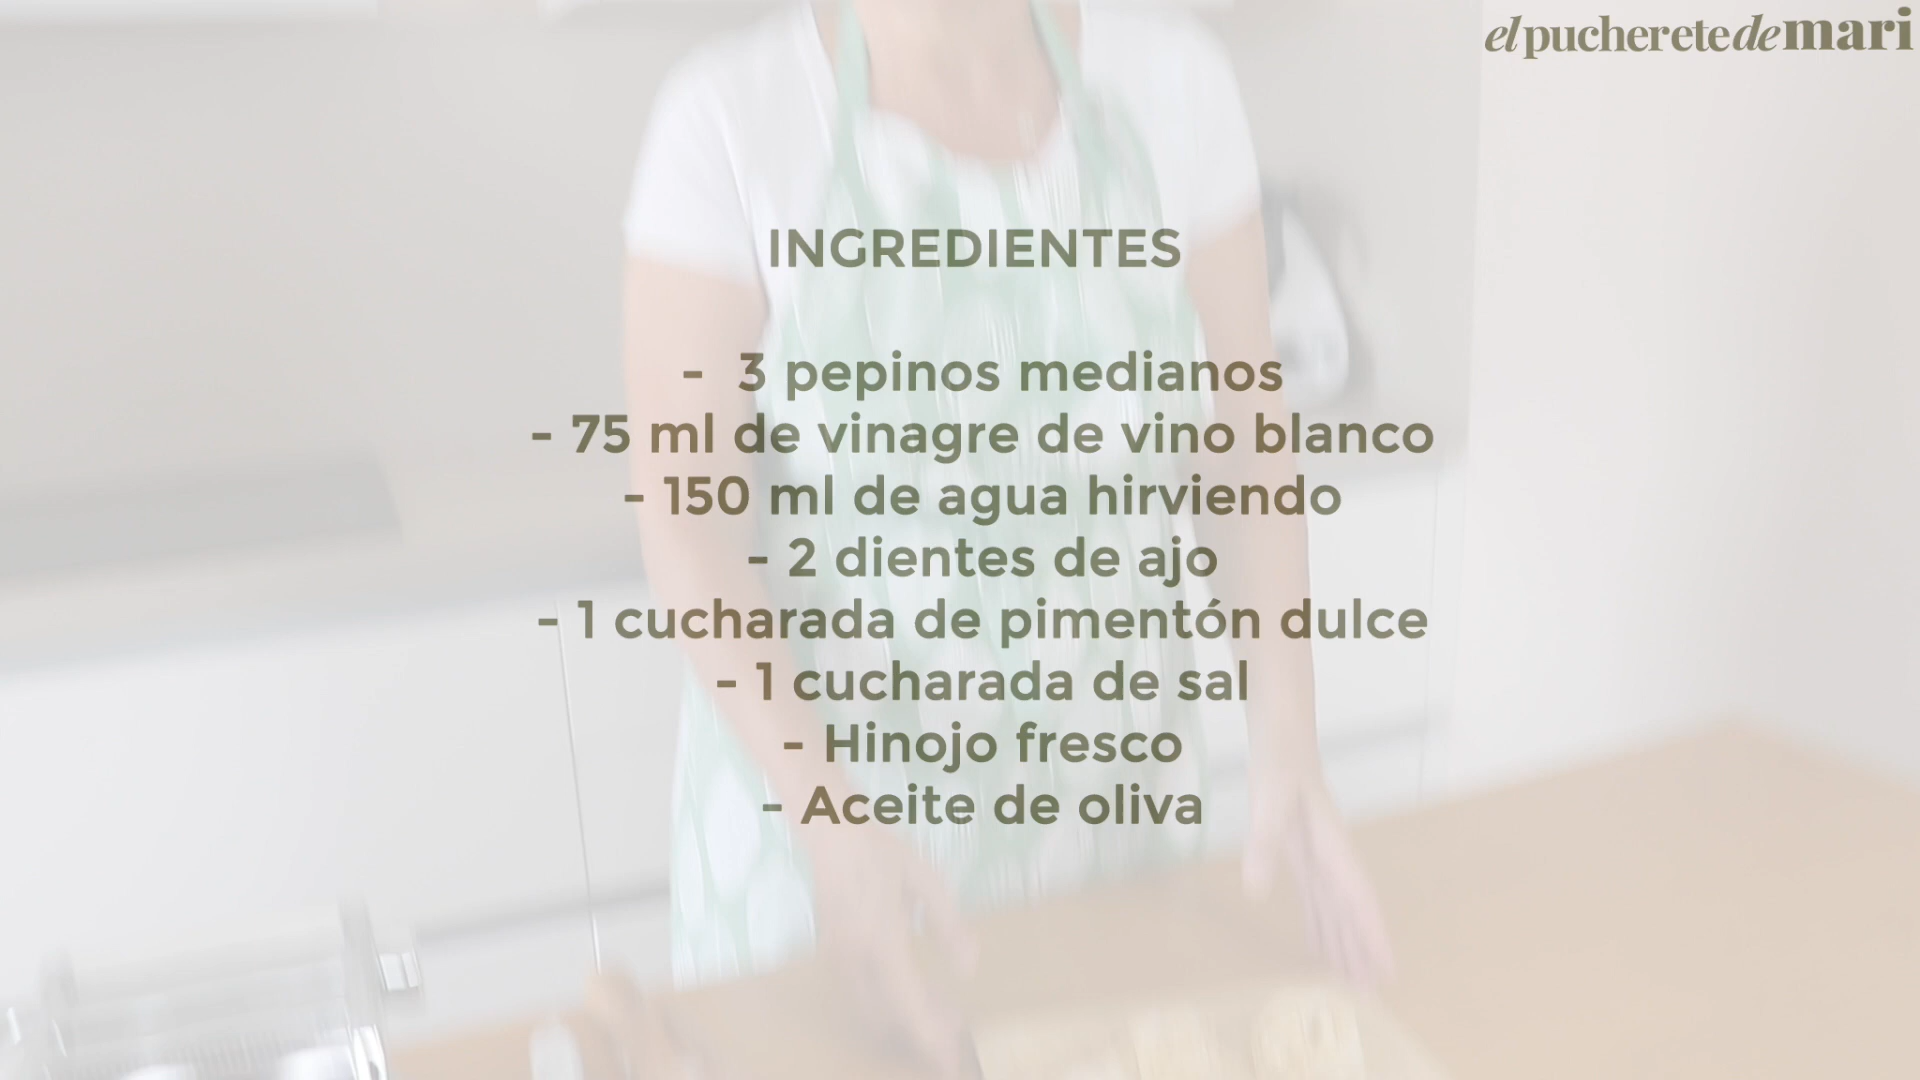 elpucheretedemari
INGREDIENTES
- 3 pepinos medianos
- 75 ml de vinagre de vino blanco
- 150 ml de agua hirviendo
- 2 dientes de ajo
- 1 cucharada de pimentón dulce
- 1 cucharada de sal
- Hinojo fresco
- Aceite de oliva